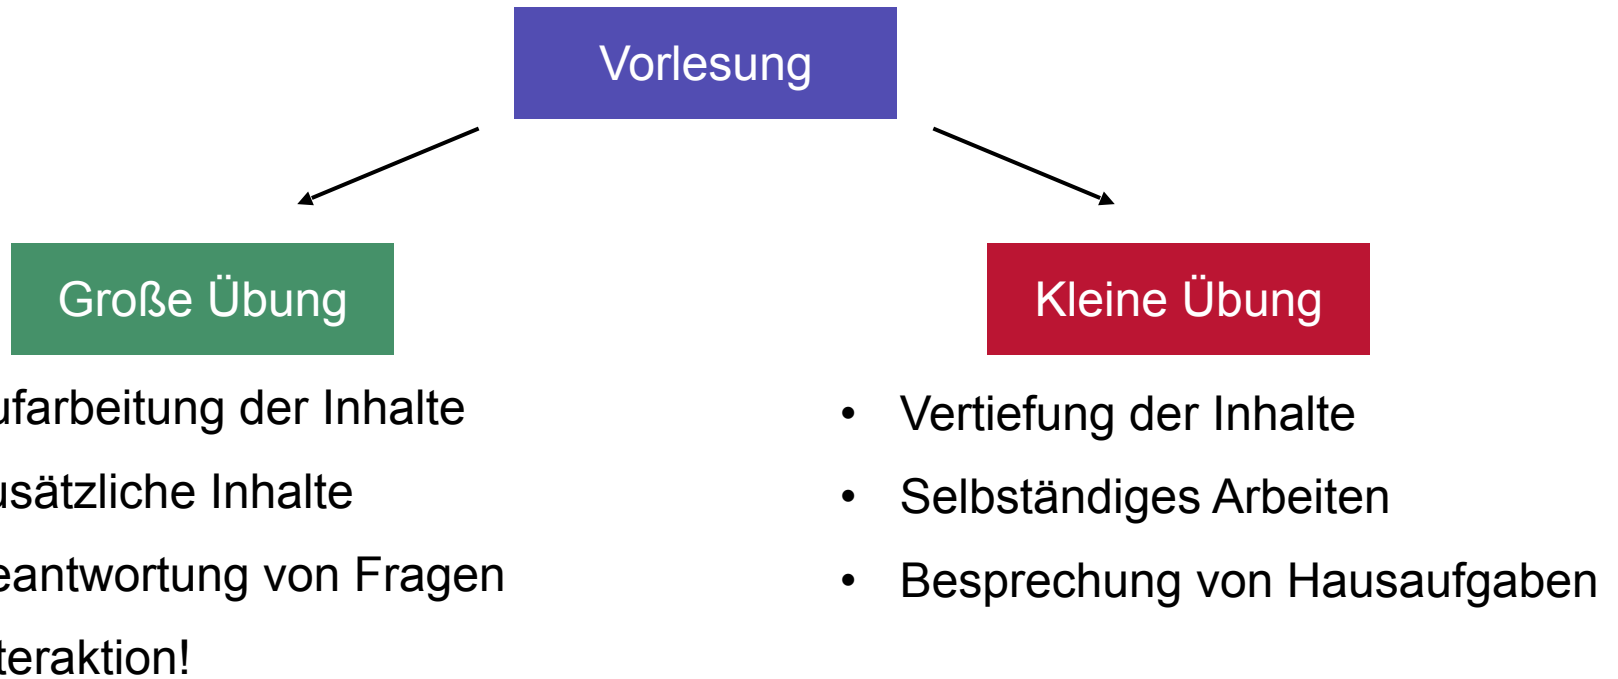 Vorlesung
Große Übung
Kleine Übung
ufarbeitung der Inhalte
usätzliche Inhalte
eantwortung von Fragen
teraktion!
• Vertiefung der Inhalte
• Selbständiges Arbeiten
• Besprechung von Hausaufgaben